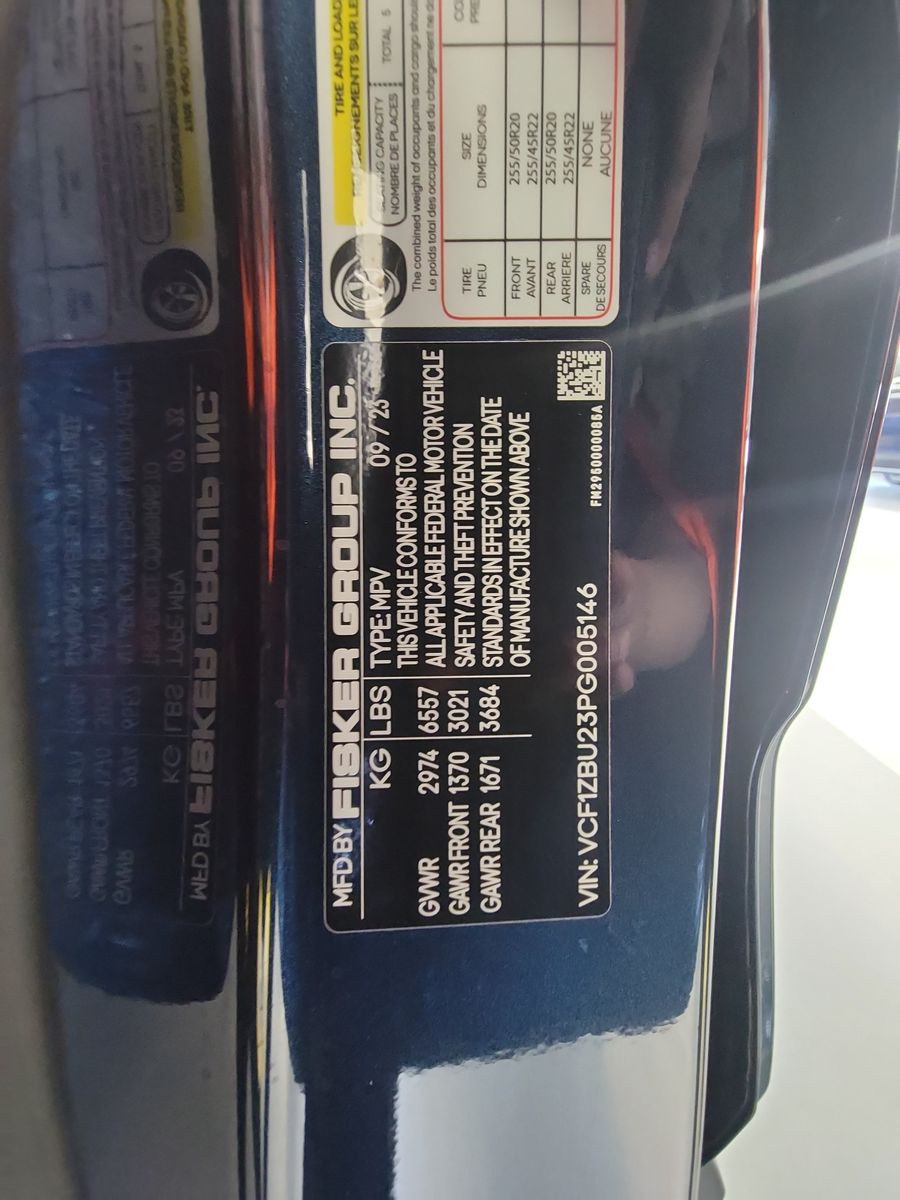 MFD BY FISKER GROUP INC.
KG LBS TYPE: MPV 09 / 23
GVWR 2974 6557
GAWR FRONT 1370 3021
GAWR REAR 1671 3684
THIS VEHICLE CONFORMS TO
ALL APPLICABLE FEDERAL MOTOR VEHICLE
SAFETY AND THEFT PREVENTION
STANDARDS IN EFFECT ON THE DATE
OF MANUFACTURE SHOWN ABOVE
FM29S0000085A
VIN: VCF1ZBU23PG005146
TIRE AND LOAD
SUR LE
SEATING CAPACITY
NOMBRE DE PLACES
TOTAL 5
The combined weight of occupants and cargo
Le poids total des occupants et du chargement ne
TIRE SIZE
PNEU DIMENSIONS
FRONT 255/50R20
AVANT 255/45R22
REAR 255/50R20
ARRIERE 255/45R22
SPARE NONE
DE SECOURS AUCUNE